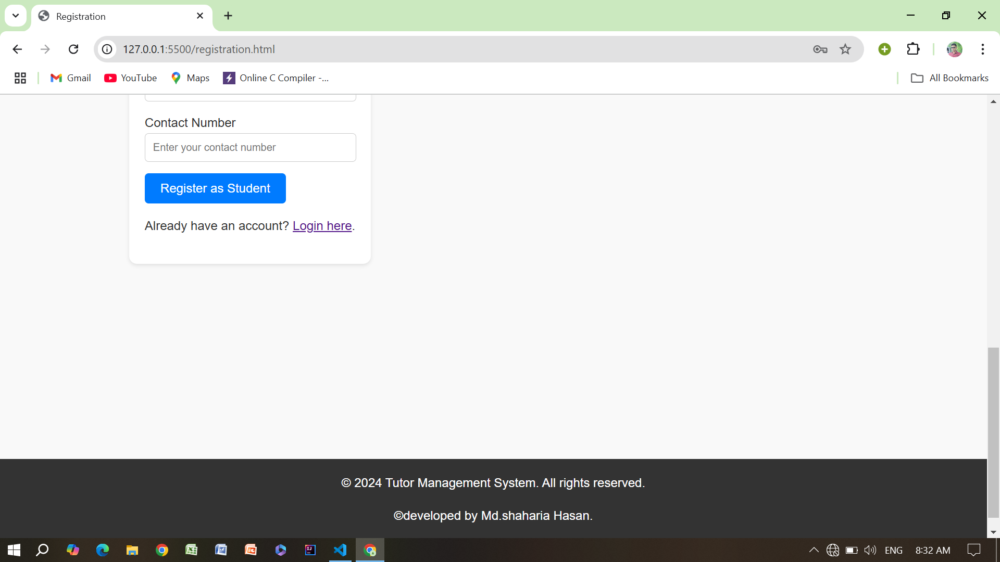 Registration
127.0.0.1:5500/registration.html
Gmail
YouTube
Maps
Online C Compiler -...
All Bookmarks
Contact Number
Enter your contact number
Register as Student
Already have an account? Login here.
© 2024 Tutor Management System. All rights reserved.
©developed by Md.shaharia Hasan.
ENG
8:32 AM